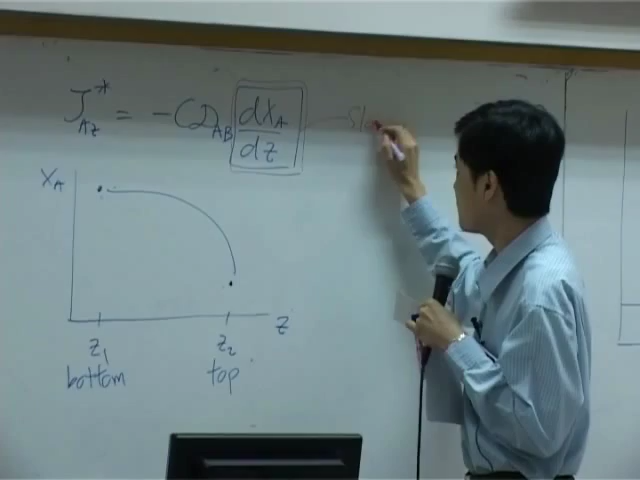 J*Az = -CDAB dXA/dz — Sl
XA
z
z1 z2
bottom top